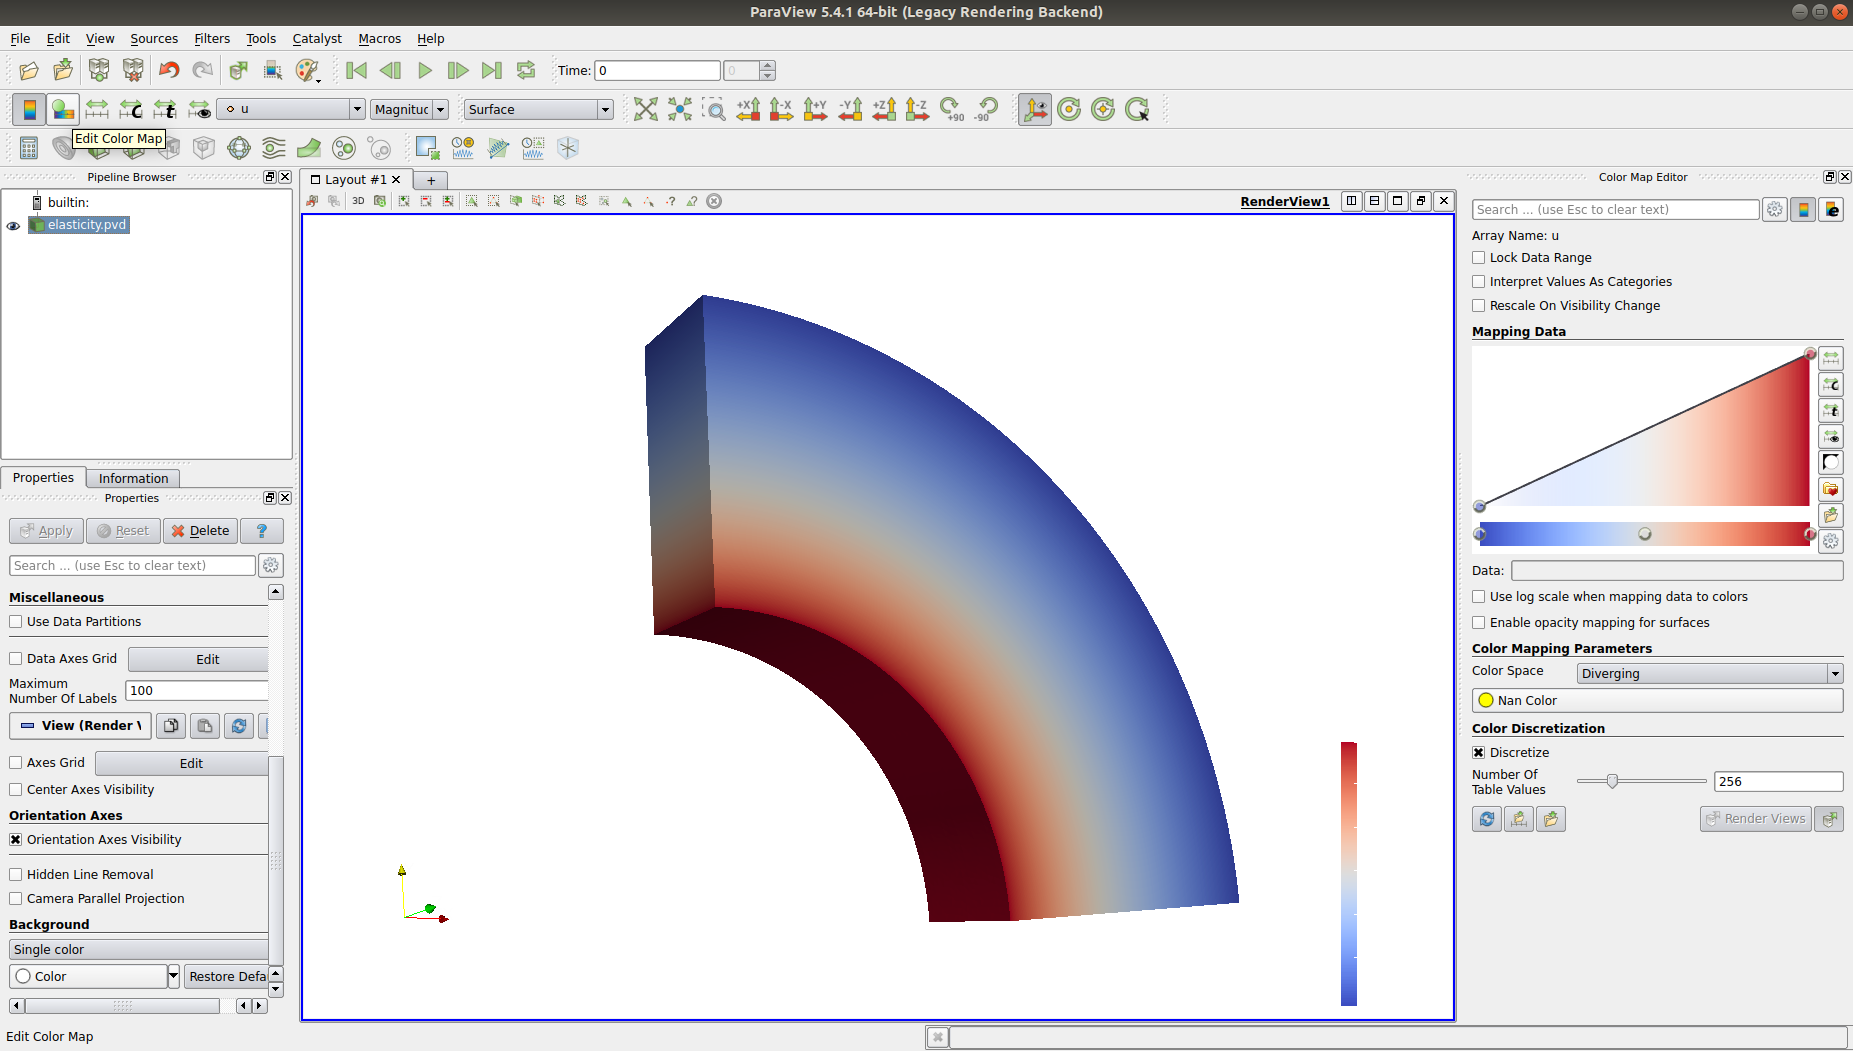 ParaView 5.4.1 64-bit (Legacy Rendering Backend)
File Edit View Sources Filters Tools Catalyst Macros Help
Time: 0 0
u Magnituc Surface +X -X +Y -Y +Z -Z +90 -90
Edit Color Map
Pipeline Browser
builtin:
elasticity.pvd
Properties Information
Properties
Apply Reset Delete ?
Search ... (use Esc to clear text)
Miscellaneous
Use Data Partitions
Data Axes Grid Edit
Maximum
Number Of Labels 100
View (Render V
Axes Grid Edit
Center Axes Visibility
Orientation Axes
Orientation Axes Visibility
Hidden Line Removal
Camera Parallel Projection
Background
Single color
Color Restore Defa
Edit Color Map
Layout #1 +
3D
RenderView1
Color Map Editor
Search ... (use Esc to clear text)
Array Name: u
Lock Data Range
Interpret Values As Categories
Rescale On Visibility Change
Mapping Data
Data:
Use log scale when mapping data to colors
Enable opacity mapping for surfaces
Color Mapping Parameters
Color Space Diverging
Nan Color
Color Discretization
Discretize
Number Of
Table Values 256
Render Views